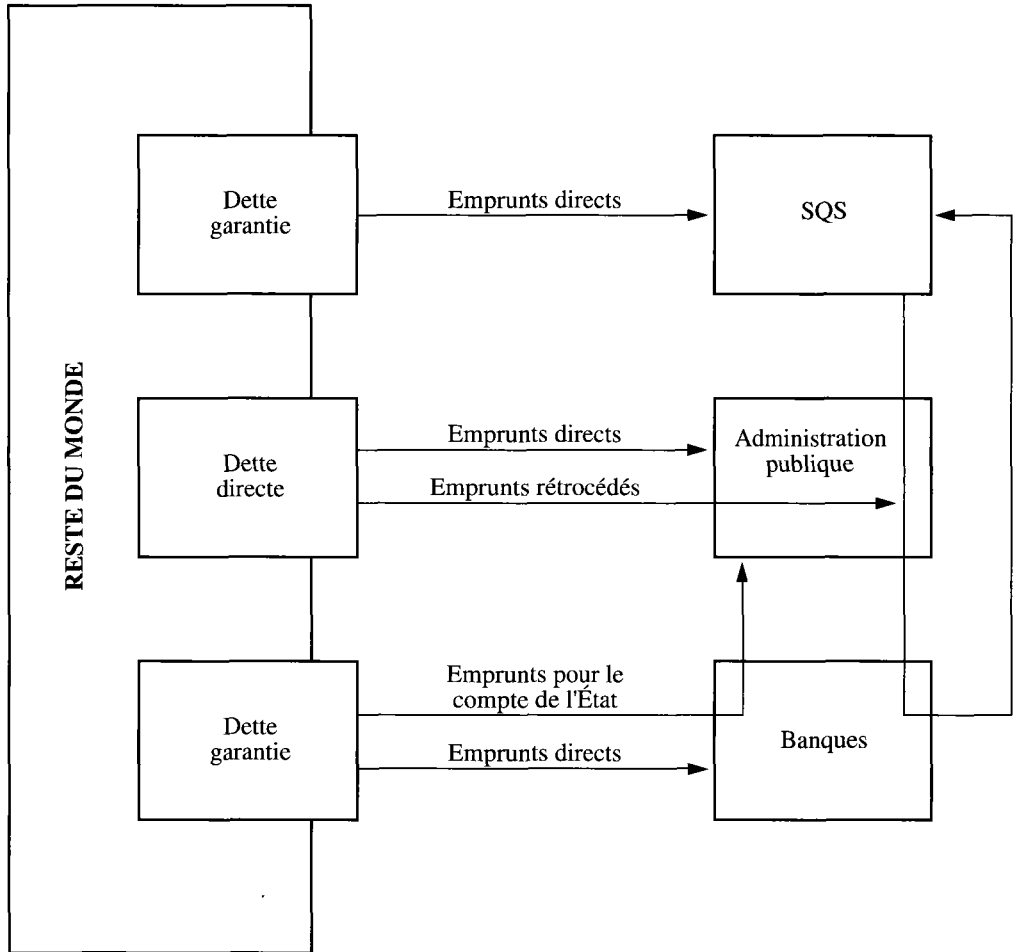 RESTE DU MONDE
Dette
garantie
Emprunts directs
SQS
Dette
directe
Emprunts directs
Emprunts rétrocédés
Administration
publique
Dette
garantie
Emprunts pour le
compte de l'État
Emprunts directs
Banques